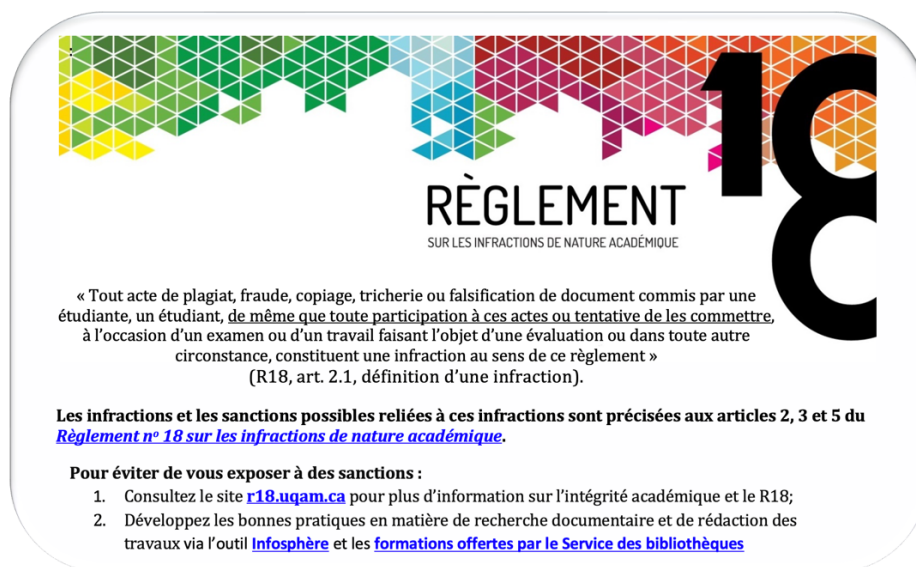 :
18
RÈGLEMENT
SUR LES INFRACTIONS DE NATURE ACADÉMIQUE
« Tout acte de plagiat, fraude, copiage, tricherie ou falsification de document commis par une
étudiante, un étudiant, de même que toute participation à ces actes ou tentative de les commettre,
à l’occasion d’un examen ou d’un travail faisant l’objet d’une évaluation ou dans toute autre
circonstance, constituent une infraction au sens de ce règlement »
(R18, art. 2.1, définition d’une infraction).
Les infractions et les sanctions possibles reliées à ces infractions sont précisées aux articles 2, 3 et 5 du
Règlement nº 18 sur les infractions de nature académique.
Pour éviter de vous exposer à des sanctions :
1. Consultez le site r18.uqam.ca pour plus d’information sur l’intégrité académique et le R18;
2. Développez les bonnes pratiques en matière de recherche documentaire et de rédaction des
travaux via l’outil Infosphère et les formations offertes par le Service des bibliothèques